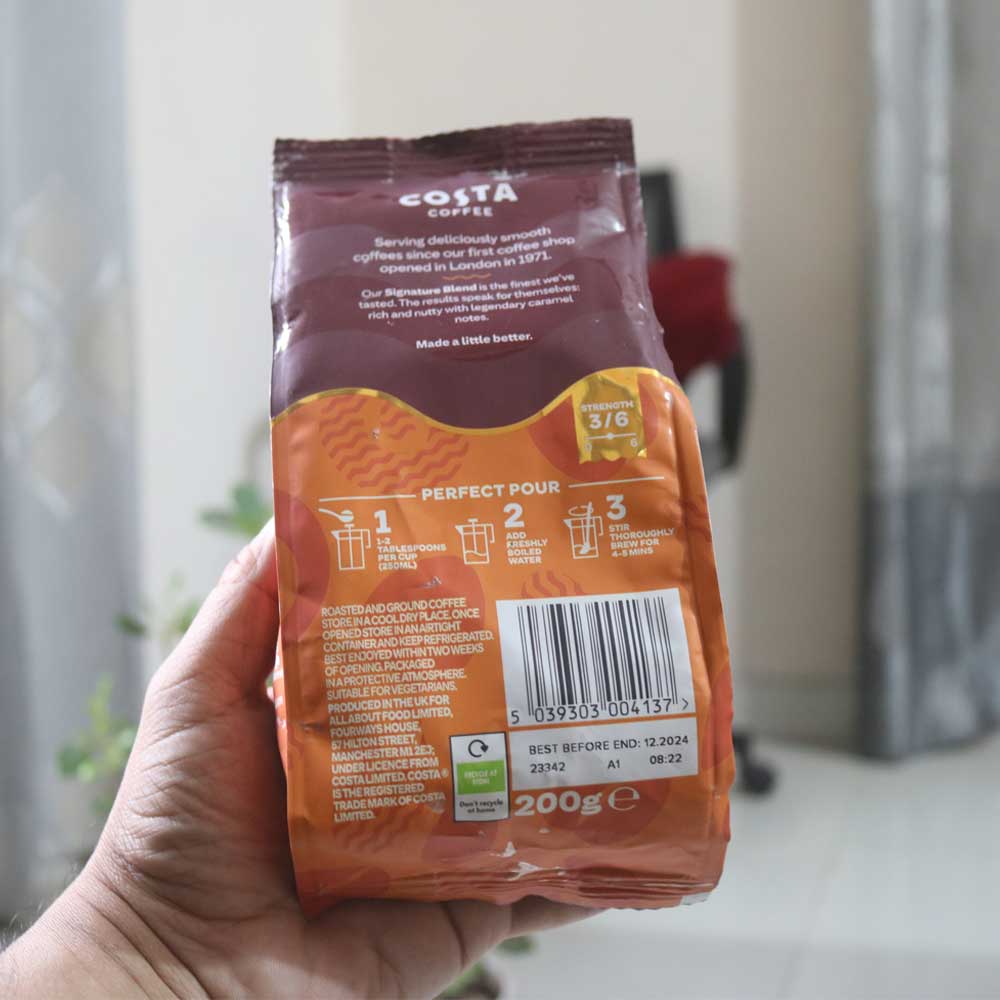 COSTA
COFFEE
Serving deliciously smooth
coffees since our first coffee shop
opened in London in 1971.
Our Signature Blend is the finest we've
tasted. The results speak for themselves:
rich and nutty with legendary caramel
notes.
Made a little better.
STRENGTH
3/6
6
PERFECT POUR
1
1-2
TABLESPOONS
PER CUP
(250ML)
2
ADD
FRESHLY
BOILED
WATER
3
STIR
THOROUGHLY
BREW FOR
4-5 MINS
ROASTED AND GROUND COFFEE
STORE IN A COOL DRY PLACE. ONCE
OPENED STORE IN AN AIRTIGHT
CONTAINER AND KEEP REFRIGERATED.
BEST ENJOYED WITHIN TWO WEEKS
OF OPENING. PACKAGED
IN A PROTECTIVE ATMOSPHERE.
SUITABLE FOR VEGETARIANS.
PRODUCED IN THE UK FOR
ALL ABOUT FOOD LIMITED,
FOURWAYS HOUSE,
57 HILTON STREET,
MANCHESTER M1 2EJ;
UNDER LICENCE FROM
COSTA LIMITED. COSTA®
IS THE REGISTERED
TRADE MARK OF COSTA
LIMITED.
5 039303 004137 >
BEST BEFORE END: 12.2024
23342 A1 08:22
RECYCLE AT
STORE
Don't recycle
at home
200g ℮